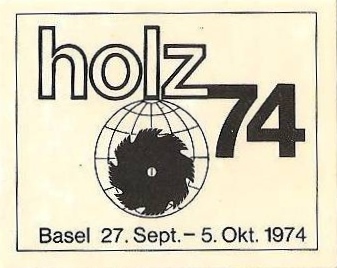 holz
74
Basel 27. Sept. – 5. Okt. 1974